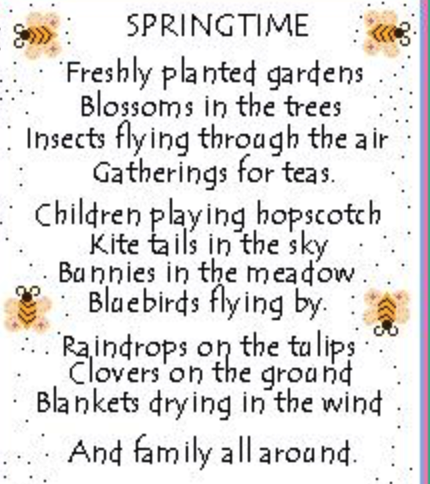 SPRINGTIME
Freshly planted gardens
Blossoms in the trees
Insects flying through the air
Gatherings for teas.
Children playing hopscotch
Kite tails in the sky
Bunnies in the meadow
Bluebirds flying by.
Raindrops on the tulips
Clovers on the ground
Blankets drying in the wind
And family all around.